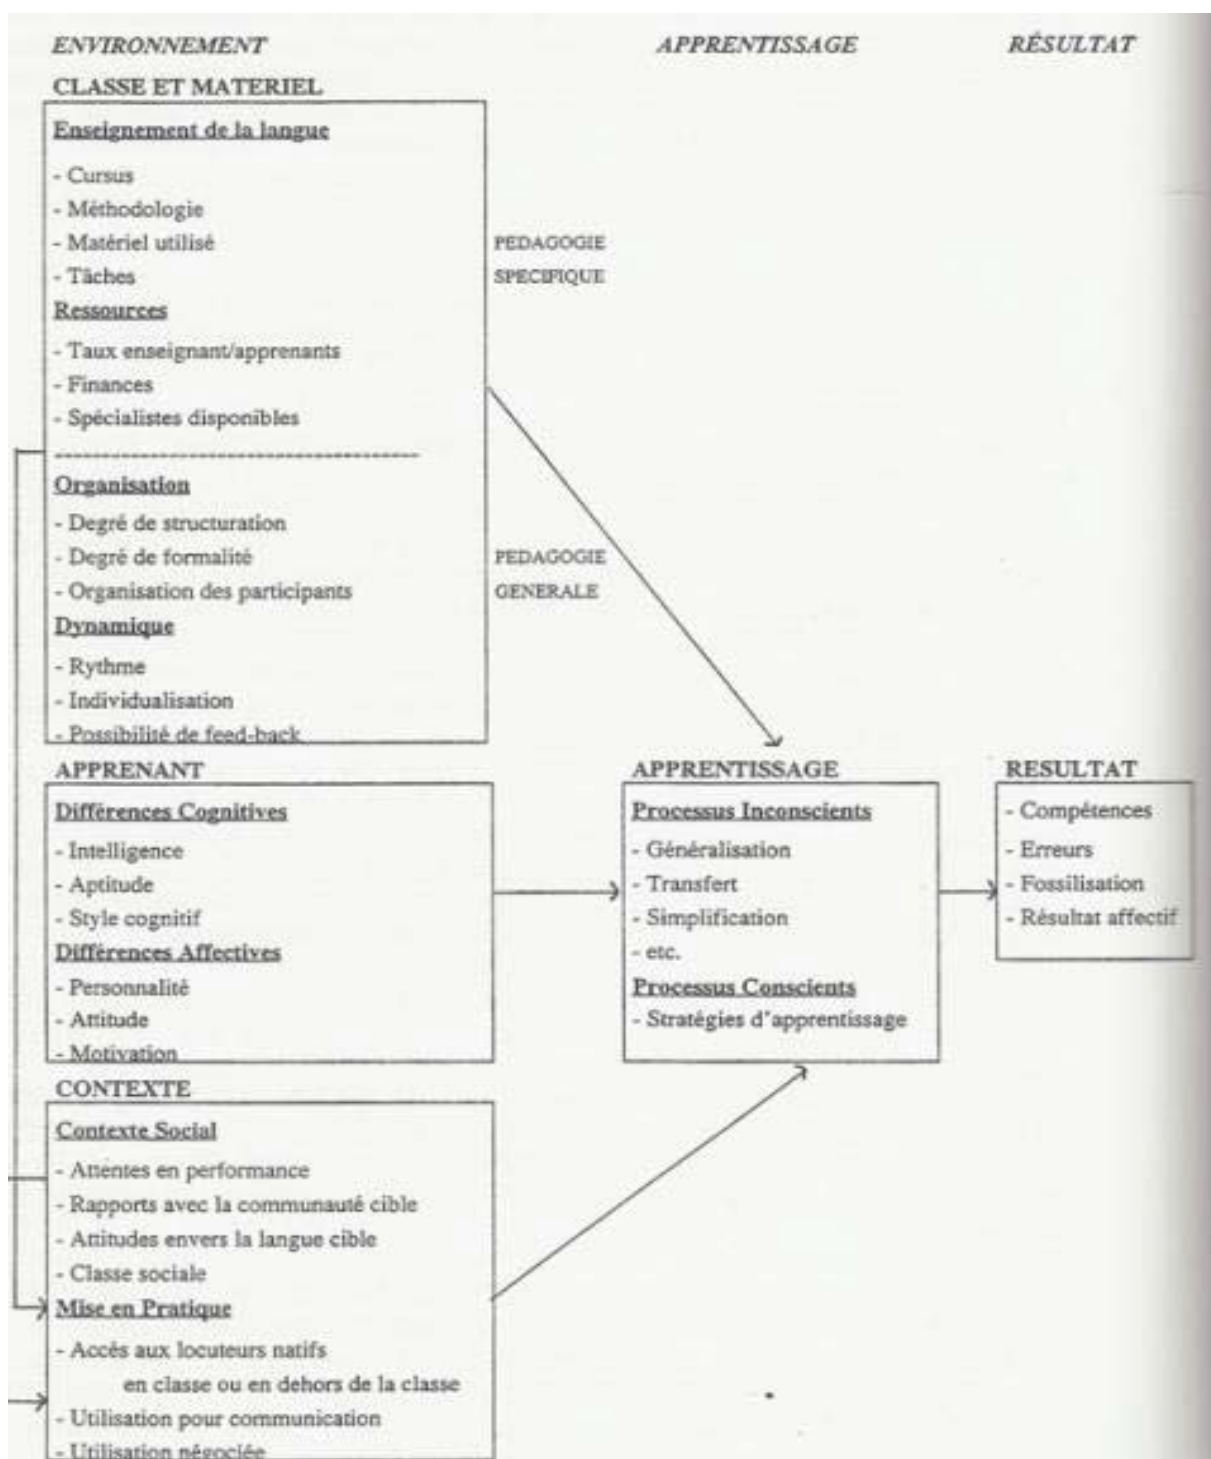 ENVIRONNEMENT
APPRENTISSAGE
RÉSULTAT
CLASSE ET MATERIEL
Enseignement de la langue
- Cursus
- Méthodologie
- Matériel utilisé
- Tâches
PEDAGOGIE
SPECIFIQUE
Ressources
- Taux enseignant/apprenants
- Finances
- Spécialistes disponibles
Organisation
- Degré de structuration
- Degré de formalité
- Organisation des participants
PEDAGOGIE
GENERALE
Dynamique
- Rythme
- Individualisation
- Possibilité de feed-back
APPRENANT
Différences Cognitives
- Intelligence
- Aptitude
- Style cognitif
Différences Affectives
- Personnalité
- Attitude
- Motivation
APPRENTISSAGE
Processus Inconscients
- Généralisation
- Transfert
- Simplification
- etc.
Processus Conscients
- Stratégies d'apprentissage
RESULTAT
- Compétences
- Erreurs
- Fossilisation
- Résultat affectif
CONTEXTE
Contexte Social
- Attentes en performance
- Rapports avec la communauté cible
- Attitudes envers la langue cible
- Classe sociale
Mise en Pratique
- Accès aux locuteurs natifs
en classe ou en dehors de la classe
- Utilisation pour communication
- Utilisation négociée